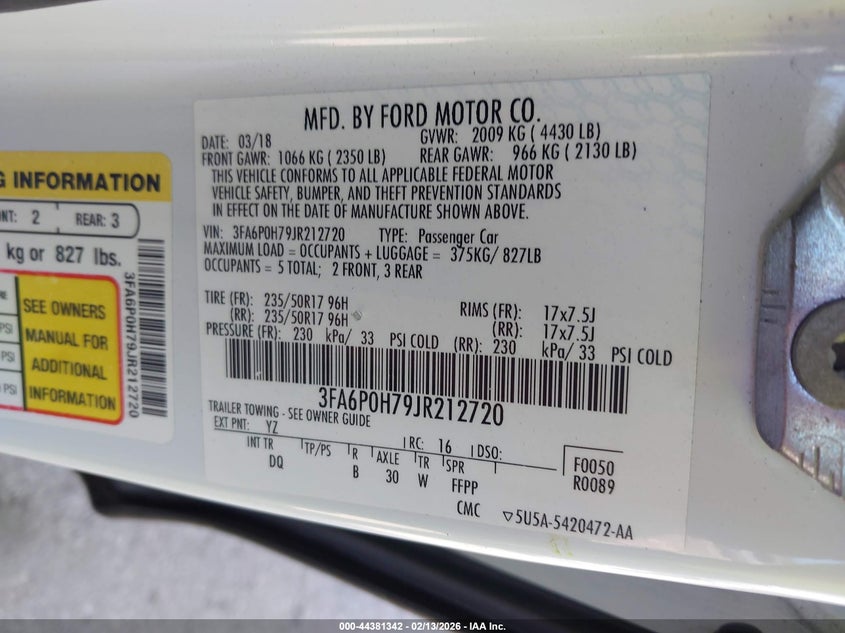 MFD. BY FORD MOTOR CO.
DATE: 03/18 GVWR: 2009 KG ( 4430 LB)
FRONT GAWR: 1066 KG ( 2350 LB) REAR GAWR: 966 KG ( 2130 LB)
THIS VEHICLE CONFORMS TO ALL APPLICABLE FEDERAL MOTOR
VEHICLE SAFETY, BUMPER, AND THEFT PREVENTION STANDARDS
IN EFFECT ON THE DATE OF MANUFACTURE SHOWN ABOVE.
VIN: 3FA6P0H79JR212720 TYPE: Passenger Car
MAXIMUM LOAD = OCCUPANTS + LUGGAGE = 375KG/ 827LB
OCCUPANTS = 5 TOTAL; 2 FRONT, 3 REAR
TIRE (FR): 235/50R17 96H RIMS (FR): 17x7.5J
(RR): 235/50R17 96H (RR): 17x7.5J
PRESSURE (FR): 230 kPa/ 33 PSI COLD (RR): 230 kPa/ 33 PSI COLD
3FA6P0H79JR212720
TRAILER TOWING - SEE OWNER GUIDE
EXT PNT: YZ RC: 16 DSO:
INT TR TP/PS R AXLE TR SPR F0050
DQ B 30 W FFPP R0089
CMC ▽5U5A-5420472-AA
G INFORMATION
NT: 2 REAR: 3
kg or 827 lbs.
SEE OWNERS
MANUAL FOR
ADDITIONAL
INFORMATION
PSI
PSI
PSI
3FA6P0H79JR212720
000-44381342 - 02/13/2026 - IAA Inc.